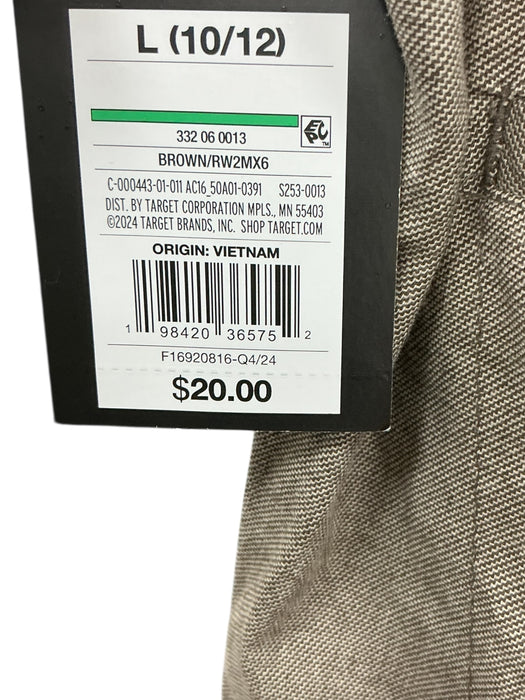 L (10/12)
332 06 0013
BROWN/RW2MX6
C-000443-01-011 AC16_50A01-0391 S253-0013
DIST. BY TARGET CORPORATION MPLS., MN 55403
©2024 TARGET BRANDS, INC. SHOP TARGET.COM
ORIGIN: VIETNAM
1 98420 36575 2
F16920816-Q4/24
$20.00